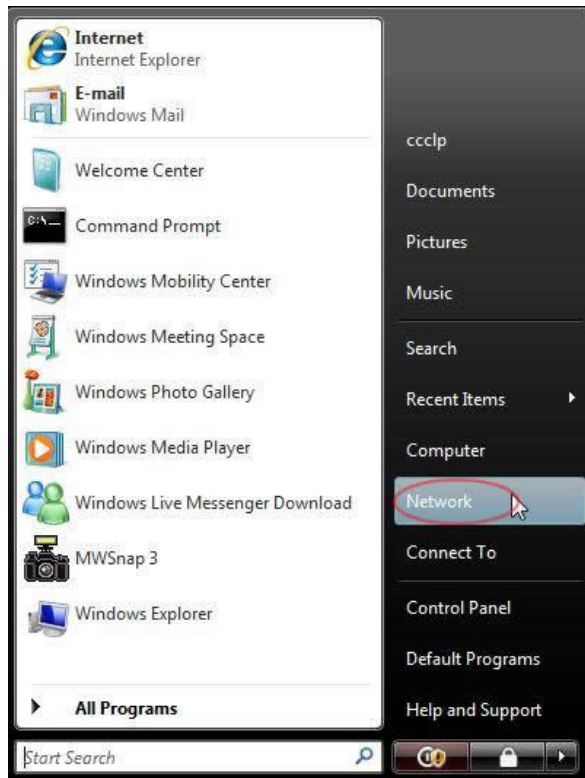 Internet
Internet Explorer
E-mail
Windows Mail
Welcome Center
Command Prompt
Windows Mobility Center
Windows Meeting Space
Windows Photo Gallery
Windows Media Player
Windows Live Messenger Download
MWSnap 3
Windows Explorer
All Programs
Start Search
ccclp
Documents
Pictures
Music
Search
Recent Items
Computer
Network
Connect To
Control Panel
Default Programs
Help and Support